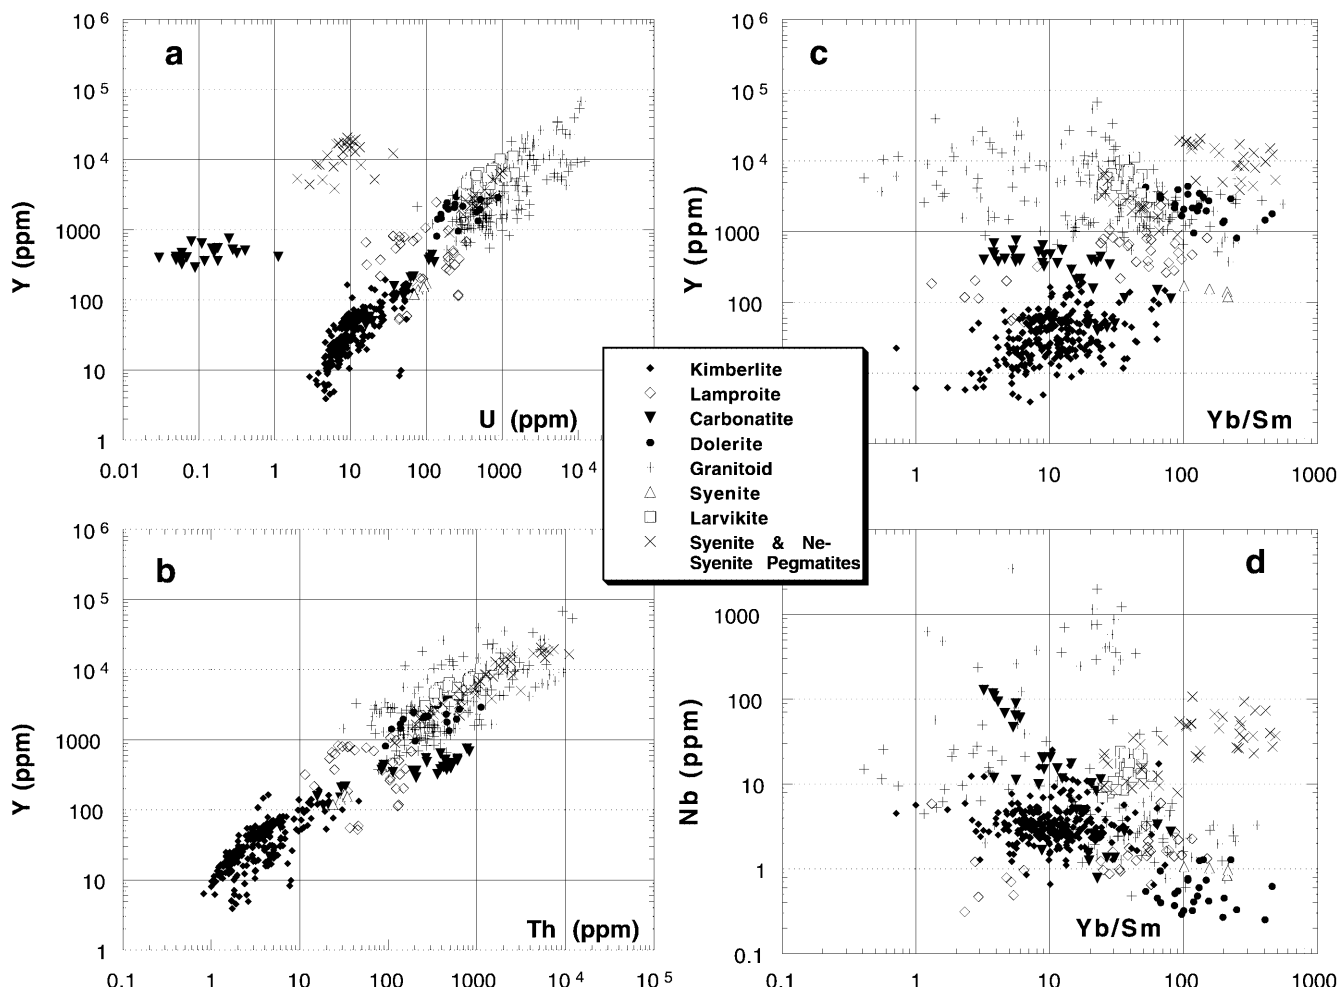 10 6
10 5
10 4
1000
100
10
1
Y (ppm)
a
U (ppm)
0.01 0.1 1 10 100 1000 10 4
10 6
10 5
10 4
1000
100
Y (ppm)
c
Yb/Sm
1 10 100 1000
Kimberlite
Lamproite
Carbonatite
Dolerite
Granitoid
Syenite
Larvikite
Syenite & Ne-
Syenite Pegmatites
10 6
10 5
10 4
1000
100
10
1
Y (ppm)
b
Th (ppm)
0.1 1 10 100 1000 10 4 10 5
1000
100
10
1
0.1
Nb (ppm)
d
Yb/Sm
0.1 1 10 100 1000